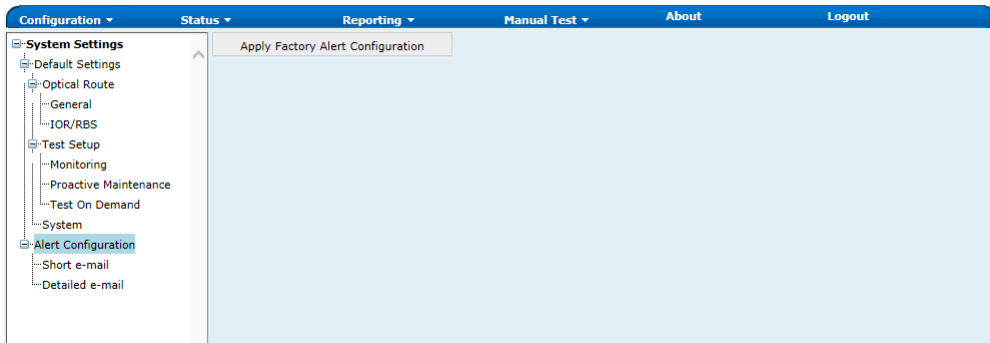 Configuration Status Reporting Manual Test About Logout
System Settings
Apply Factory Alert Configuration
Default Settings
Optical Route
General
IOR/RBS
Test Setup
Monitoring
Proactive Maintenance
Test On Demand
System
Alert Configuration
Short e-mail
Detailed e-mail